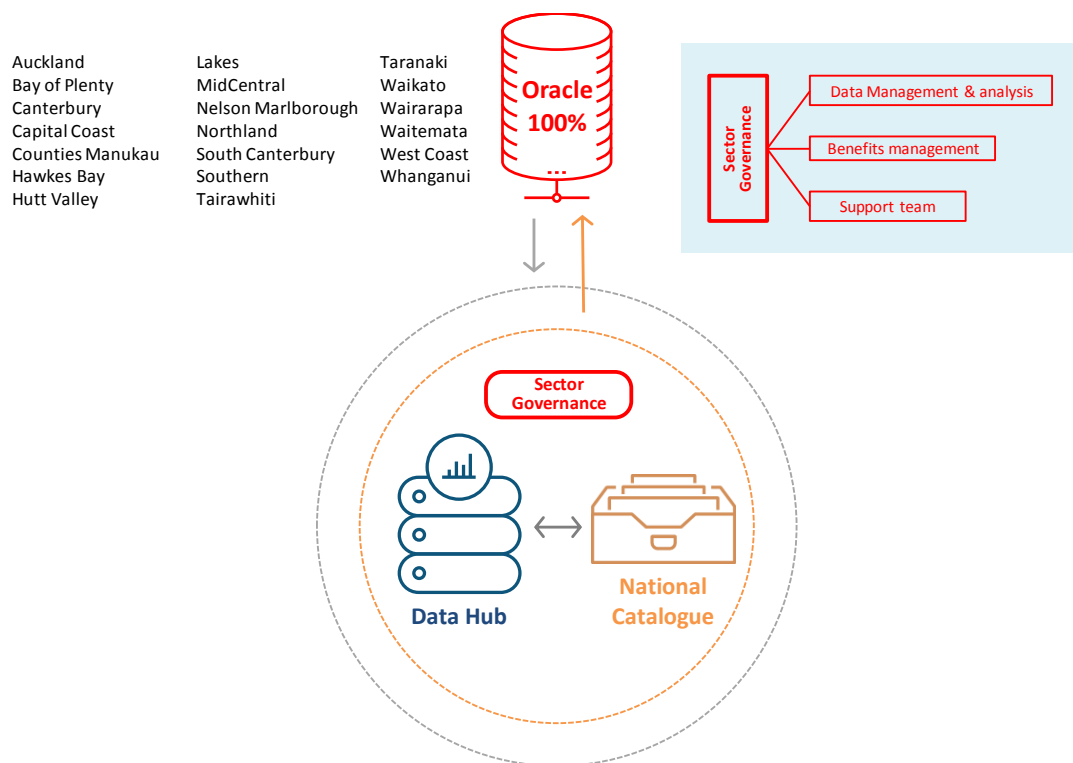 Auckland
Bay of Plenty
Canterbury
Capital Coast
Counties Manukau
Hawkes Bay
Hutt Valley
Lakes
MidCentral
Nelson Marlborough
Northland
South Canterbury
Southern
Tairawhiti
Taranaki
Waikato
Wairarapa
Waitemata
West Coast
Whanganui
Oracle
100%
...
Sector
Governance
Data Management & analysis
Benefits management
Support team
Sector
Governance
Data Hub
National
Catalogue